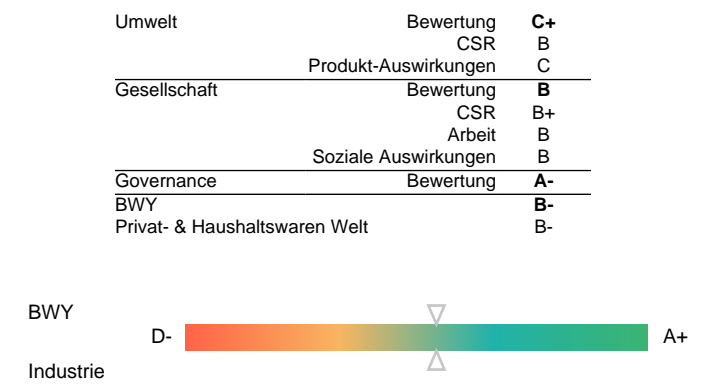 Umwelt Bewertung C+
CSR B
Produkt-Auswirkungen C
Gesellschaft Bewertung B
CSR B+
Arbeit B
Soziale Auswirkungen B
Governance Bewertung A-
BWY B-
Privat- & Haushaltswaren Welt B-
BWY
D- A+
Industrie